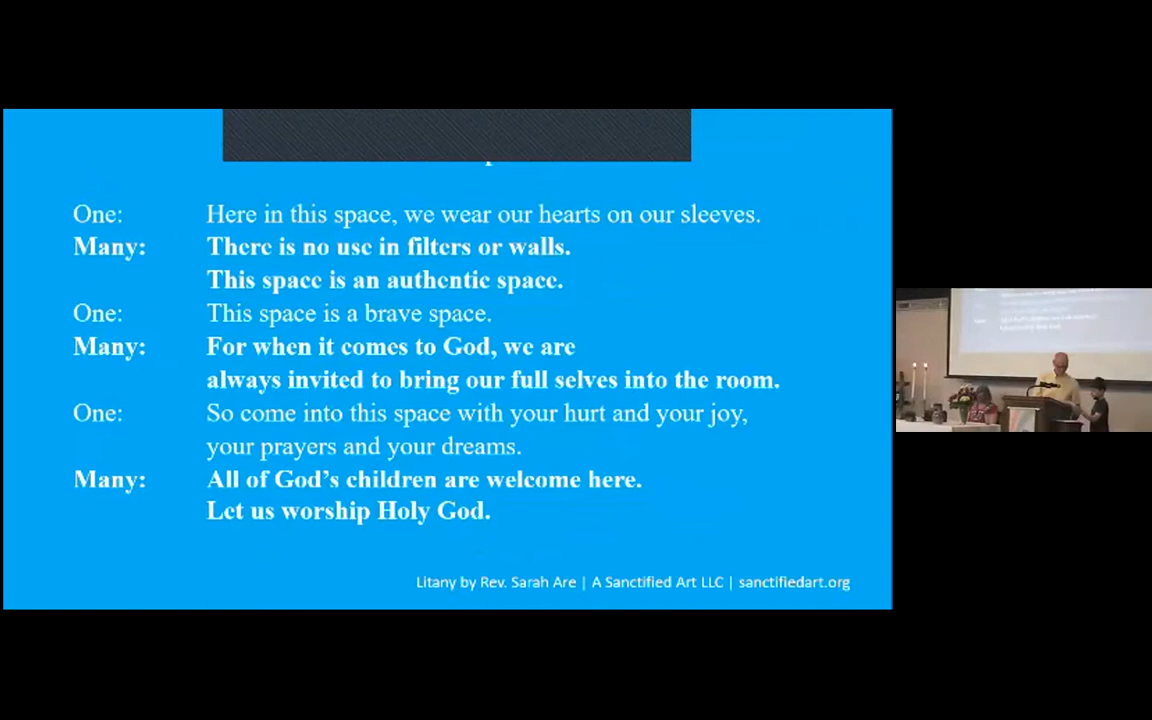 One: Here in this space, we wear our hearts on our sleeves.
Many: There is no use in filters or walls.
This space is an authentic space.
One: This space is a brave space.
Many: For when it comes to God, we are
always invited to bring our full selves into the room.
One: So come into this space with your hurt and your joy,
your prayers and your dreams.
Many: All of God’s children are welcome here.
Let us worship Holy God.
Litany by Rev. Sarah Are | A Sanctified Art LLC | sanctifiedart.org